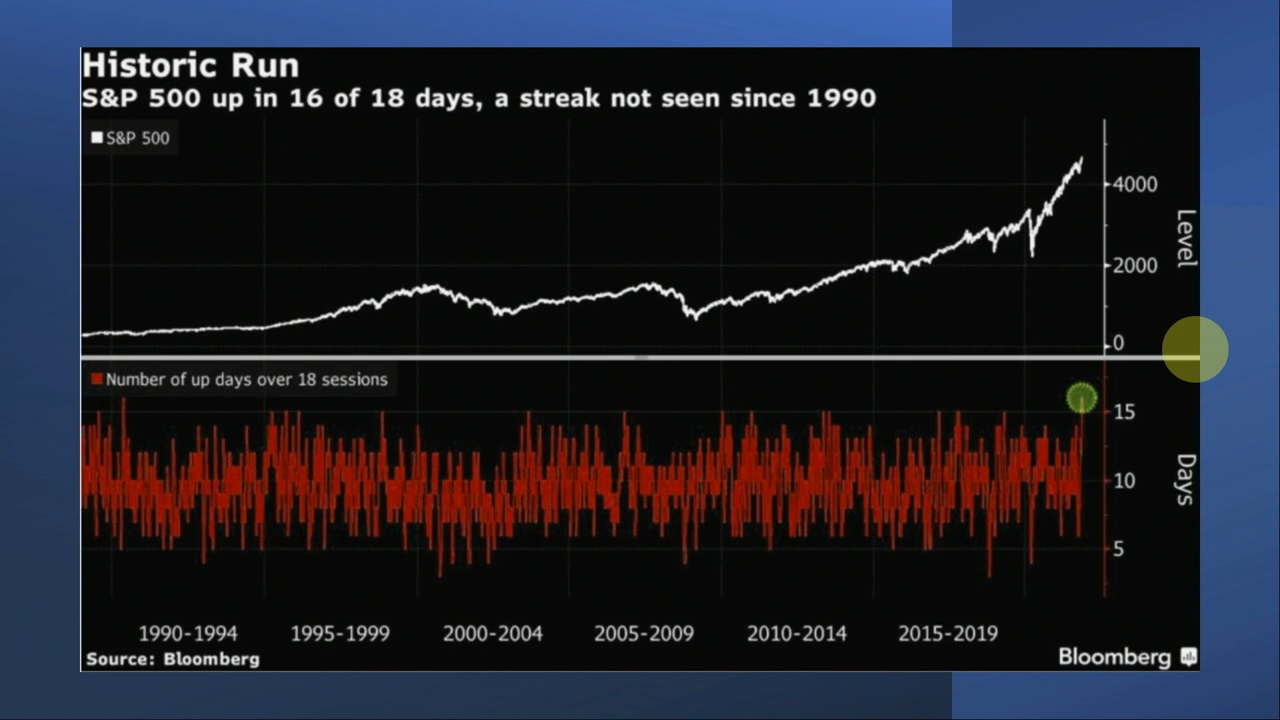 Historic Run
S&P 500 up in 16 of 18 days, a streak not seen since 1990
S&P 500
4000
2000
0
Level
Number of up days over 18 sessions
15
10
5
Days
1990-1994 1995-1999 2000-2004 2005-2009 2010-2014 2015-2019
Source: Bloomberg
Bloomberg